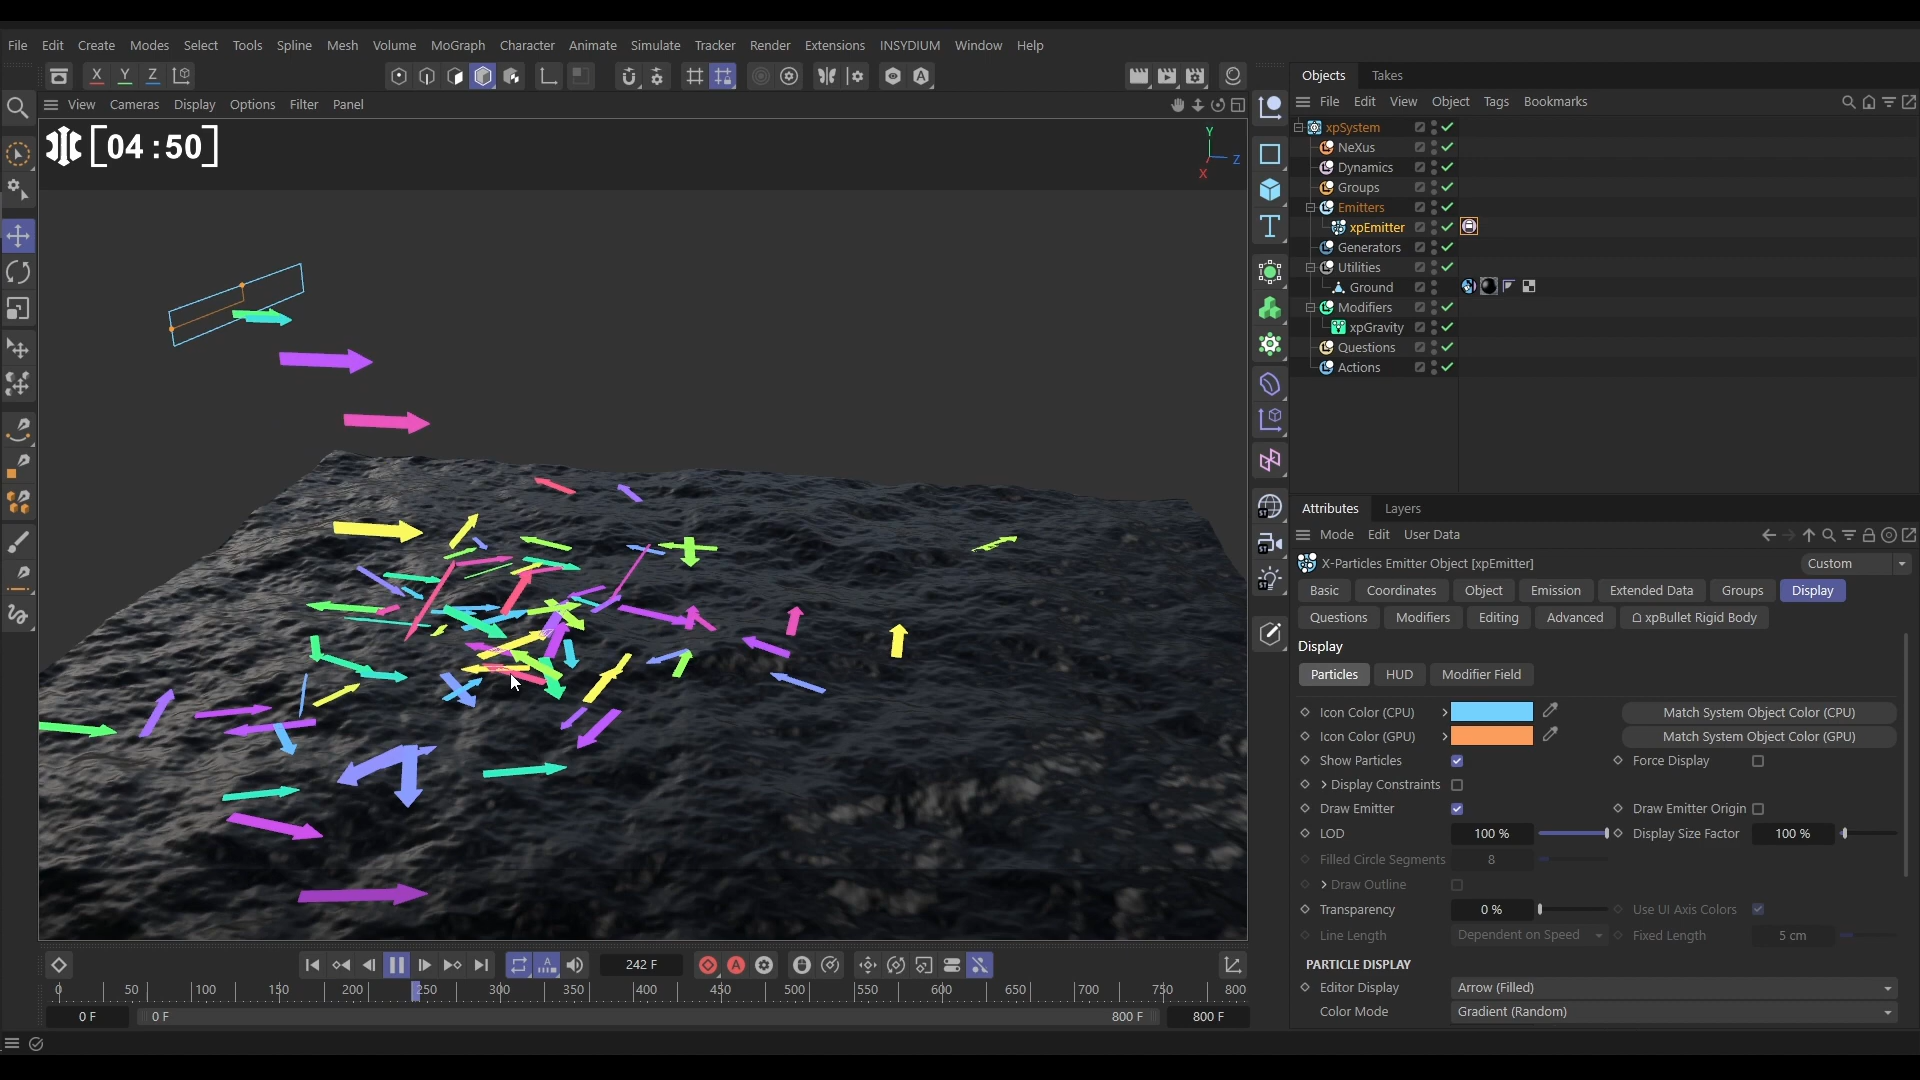 File Edit Create Modes Select Tools Spline Mesh Volume MoGraph Character Animate Simulate Tracker Render Extensions INSYDIUM Window Help
X Y Z
Objects Takes
View Cameras Display Options Filter Panel
File Edit View Object Tags Bookmarks
[04 :50]
Y
Z
X
xpSystem
NeXus
Dynamics
Groups
Emitters
xpEmitter
Generators
Utilities
Ground
Modifiers
xpGravity
Questions
Actions
Attributes Layers
Mode Edit User Data
X-Particles Emitter Object [xpEmitter] Custom
Basic Coordinates Object Emission Extended Data Groups Display
Questions Modifiers Editing Advanced xpBullet Rigid Body
Display
Particles HUD Modifier Field
Icon Color (CPU) Match System Object Color (CPU)
Icon Color (GPU) Match System Object Color (GPU)
Show Particles Force Display
Display Constraints
Draw Emitter Draw Emitter Origin
LOD 100 % Display Size Factor 100 %
Filled Circle Segments 8
Draw Outline
Transparency 0 % Use UI Axis Colors
Line Length Dependent on Speed Fixed Length 5 cm
PARTICLE DISPLAY
Editor Display Arrow (Filled)
Color Mode Gradient (Random)
A 242 F A
0 50 100 150 200 250 300 350 400 450 500 550 600 650 700 750 800
0 F 0 F 800 F 800 F